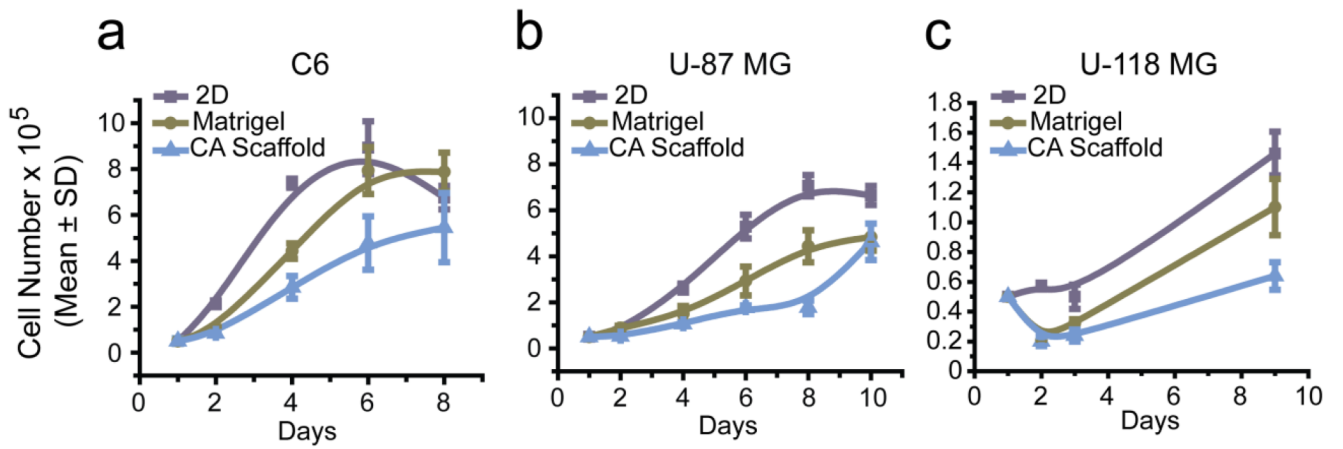 a
C6
2D
Matrigel
CA Scaffold
Cell Number x 10⁵
(Mean ± SD)
10
8
6
4
2
0
0 2 4 6 8
Days
b
U-87 MG
2D
Matrigel
CA Scaffold
10
8
6
4
2
0
0 2 4 6 8 10
Days
c
U-118 MG
2D
Matrigel
CA Scaffold
1.8
1.6
1.4
1.2
1.0
0.8
0.6
0.4
0.2
0
0 2 4 6 8 10
Days